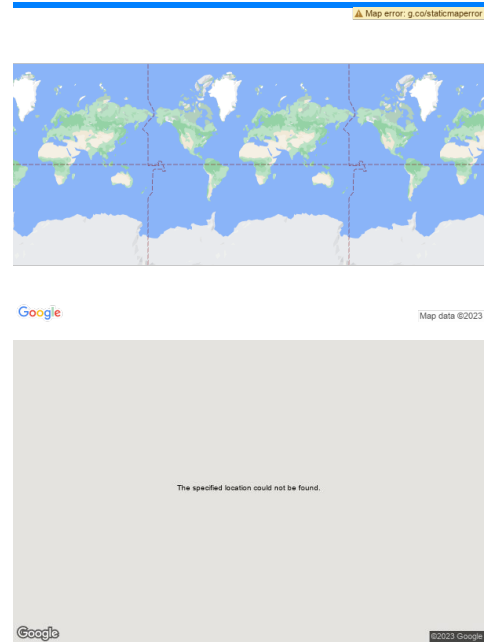 Map error: g.co/staticmaperror
Google
Map data ©2023
The specified location could not be found.
Google
©2023 Google